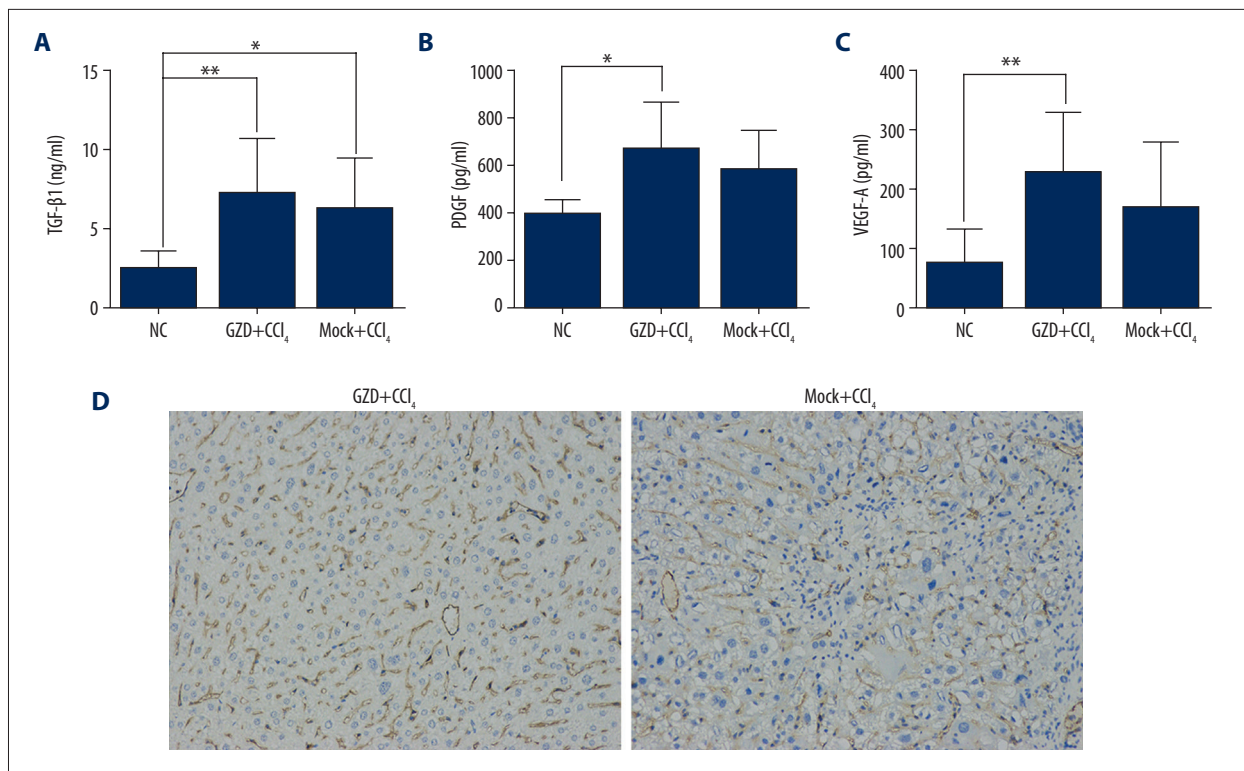 A
*
**
15
10
5
0
TGF-β1 (ng/ml)
NC
GZD+CCl₄
Mock+CCl₄
B
*
1000
800
600
400
200
0
PDGF (pg/ml)
NC
GZD+CCl₄
Mock+CCl₄
C
**
400
300
200
100
0
VEGF-A (pg/ml)
NC
GZD+CCl₄
Mock+CCl₄
D
GZD+CCl₄
Mock+CCl₄